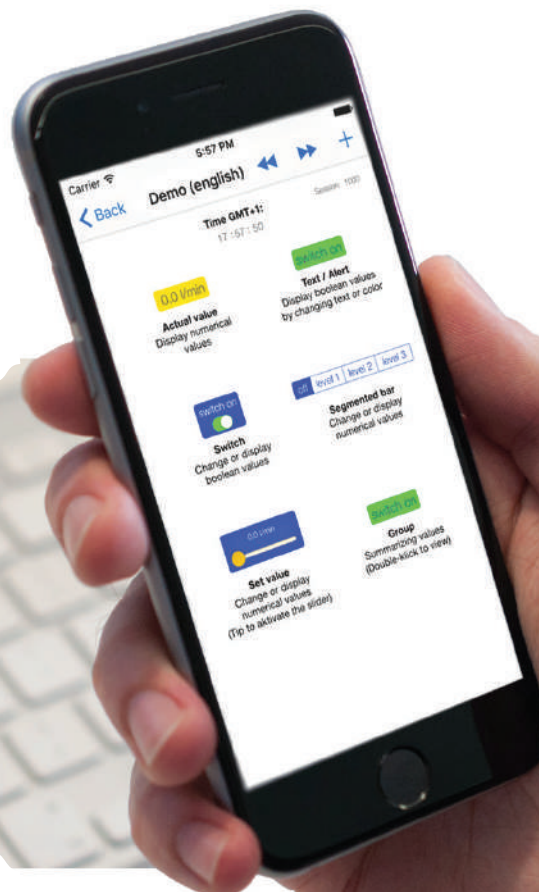 Carrier 5:57 PM
Back Demo (english)
Time GMT+1:
17:57:50
Session: 1000
0.0 l/min
Actual value
Display numerical
values
switch on
Text / Alert
Display boolean values
by changing text or color
switch on
Switch
Change or display
boolean values
off level 1 level 2 level 3
Segmented bar
Change or display
numerical values
0.0 l/min
Set value
Change or display
numerical values
(Tip to aktivate the slider)
switch on
Group
Summarizing values
(Double-klick to view)